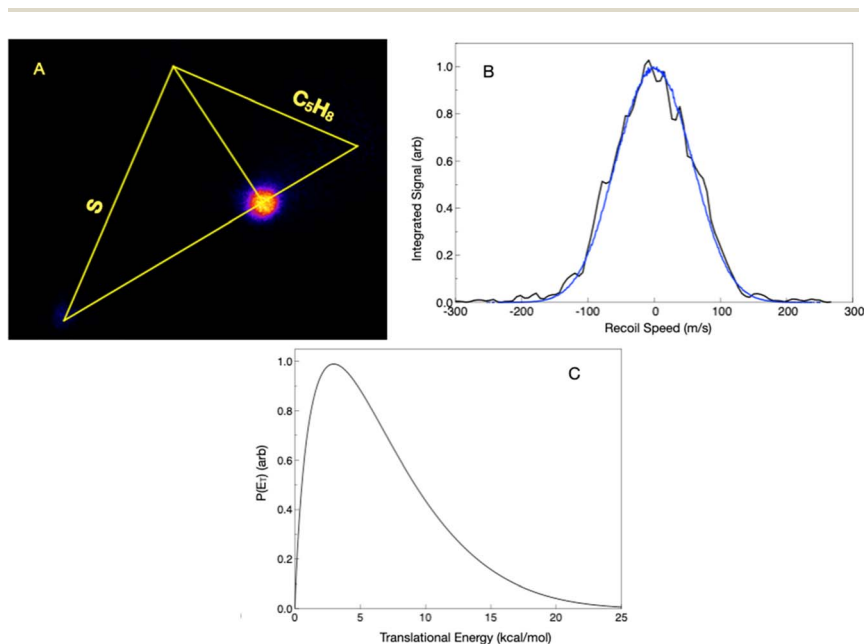 A
C₅H₈
S
B
Integrated Signal (arb)
1.0
0.8
0.6
0.4
0.2
0.0
-300 -200 -100 0 100 200 300
Recoil Speed (m/s)
C
P(E_T) (arb)
1.0
0.8
0.6
0.4
0.2
0.0
0 5 10 15 20 25
Translational Energy (kcal/mol)